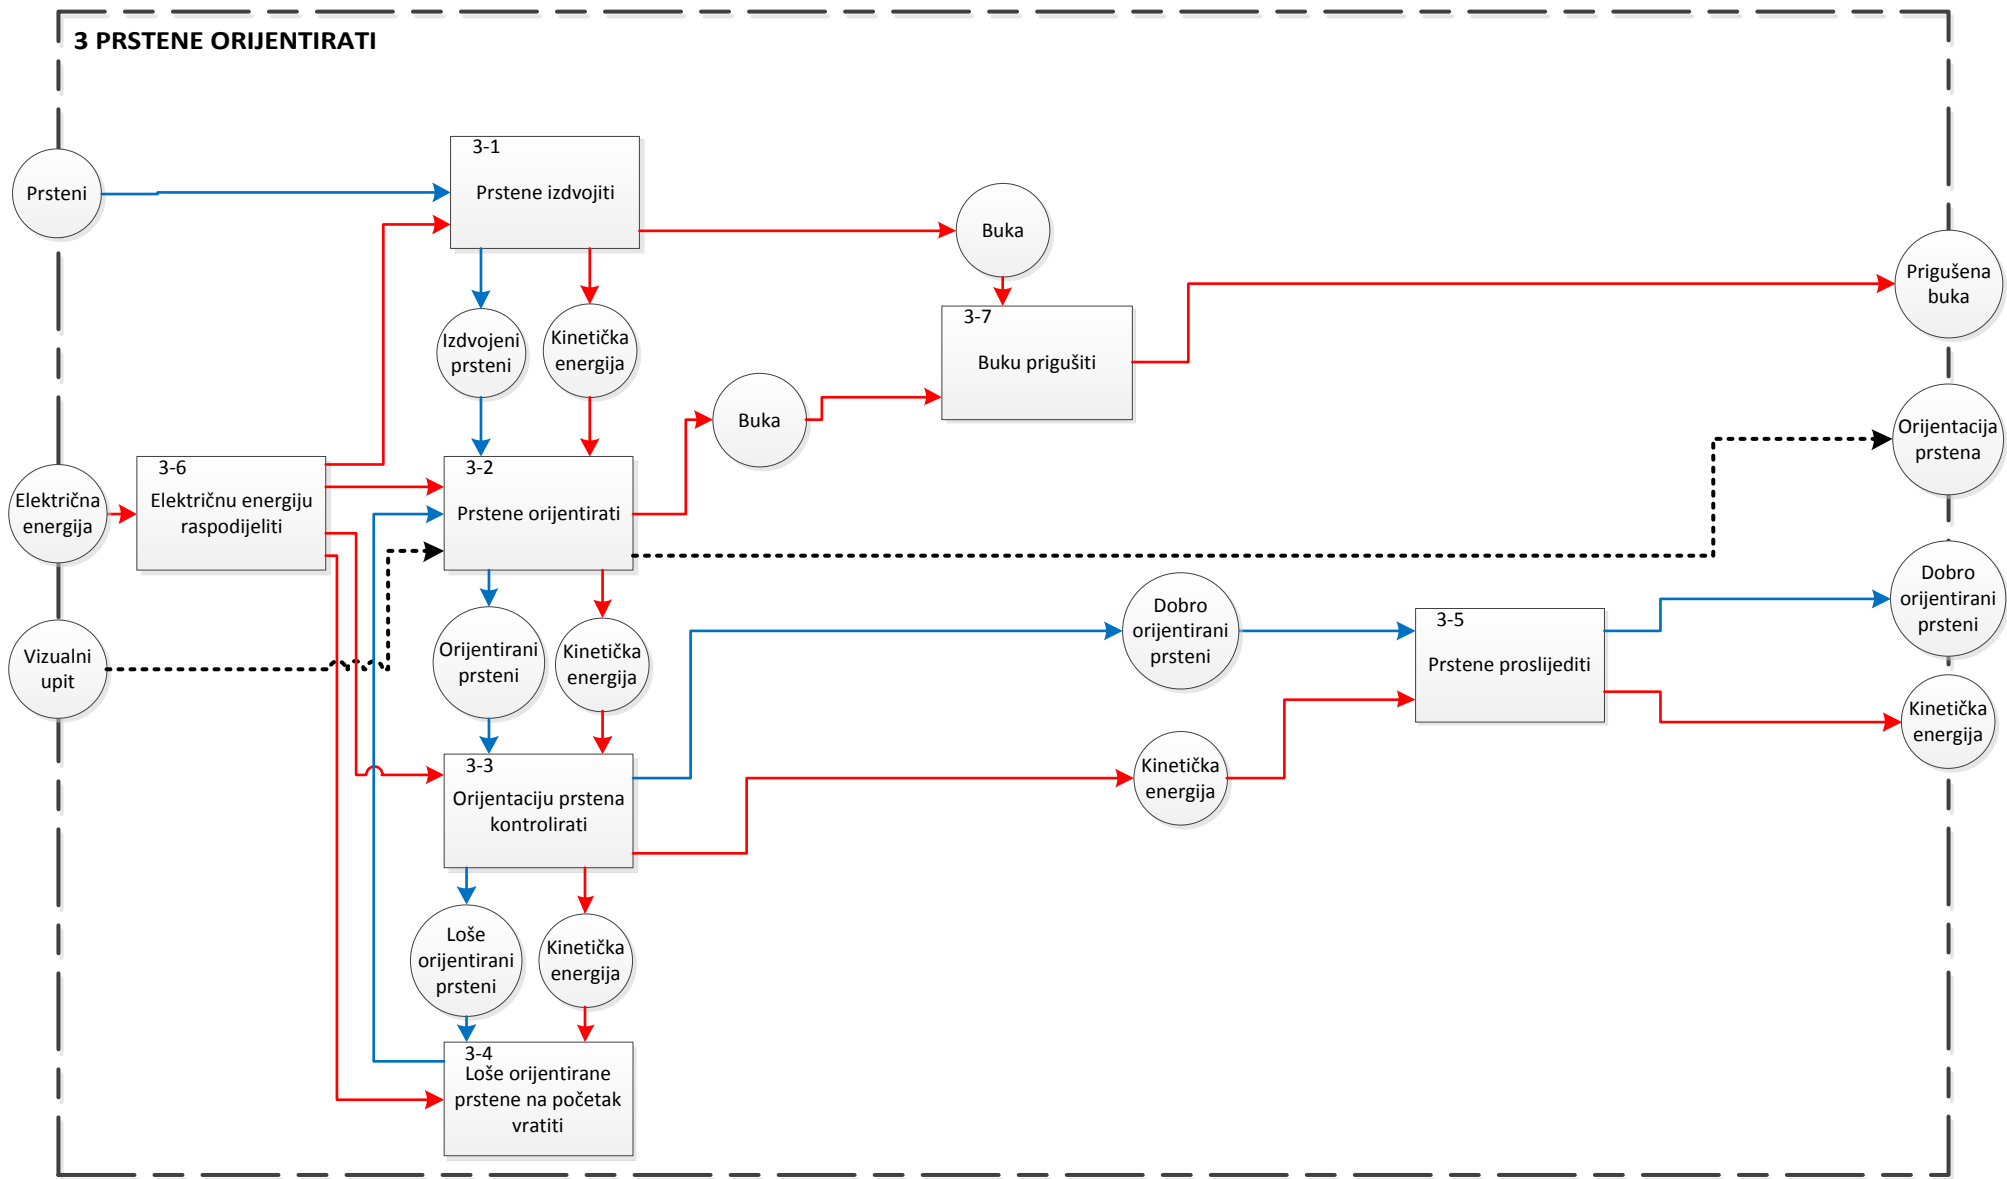 3 PRSTENE ORIJENTIRATI
Prsteni
3-1
Prstene izdvojiti
Buka
Prigušena
buka
Izdvojeni
prsteni
Kinetička
energija
3-7
Buku prigušiti
Buka
Orijentacija
prstena
Električna
energija
3-6
Električnu energiju
raspodijeliti
3-2
Prstene orijentirati
Vizualni
upit
Orijentirani
prsteni
Kinetička
energija
Dobro
orijentirani
prsteni
3-5
Prstene proslijediti
Dobro
orijentirani
prsteni
Kinetička
energija
3-3
Orijentaciju prstena
kontrolirati
Kinetička
energija
Loše
orijentirani
prsteni
Kinetička
energija
3-4
Loše orijentirane
prstene na početak
vratiti